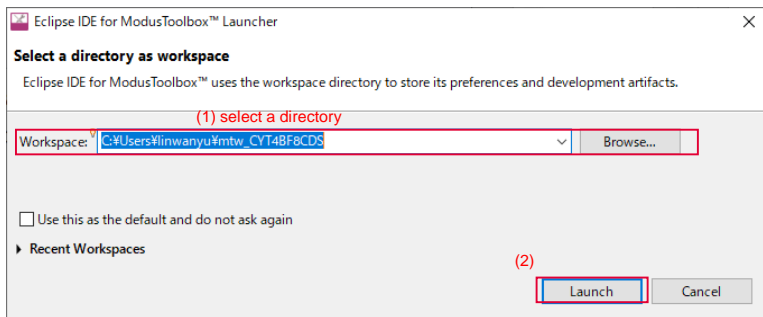 Eclipse IDE for ModusToolbox™ Launcher
Select a directory as workspace
Eclipse IDE for ModusToolbox™ uses the workspace directory to store its preferences and development artifacts.
(1) select a directory
Workspace: C:¥Users¥linwanyu¥mtw_CYT4BF8CDS Browse...
Use this as the default and do not ask again
Recent Workspaces
(2)
Launch Cancel